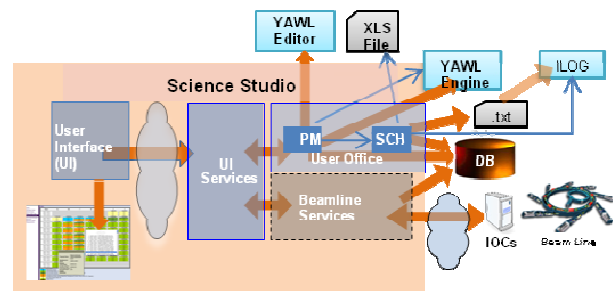 YAWL
Editor
XLS
File
YAWL
Engine
ILOG
Science Studio
User
Interface
(UI)
UI
Services
PM
SCH
User Office
.txt
DB
Beamline
Services
IOCs
Beam Line